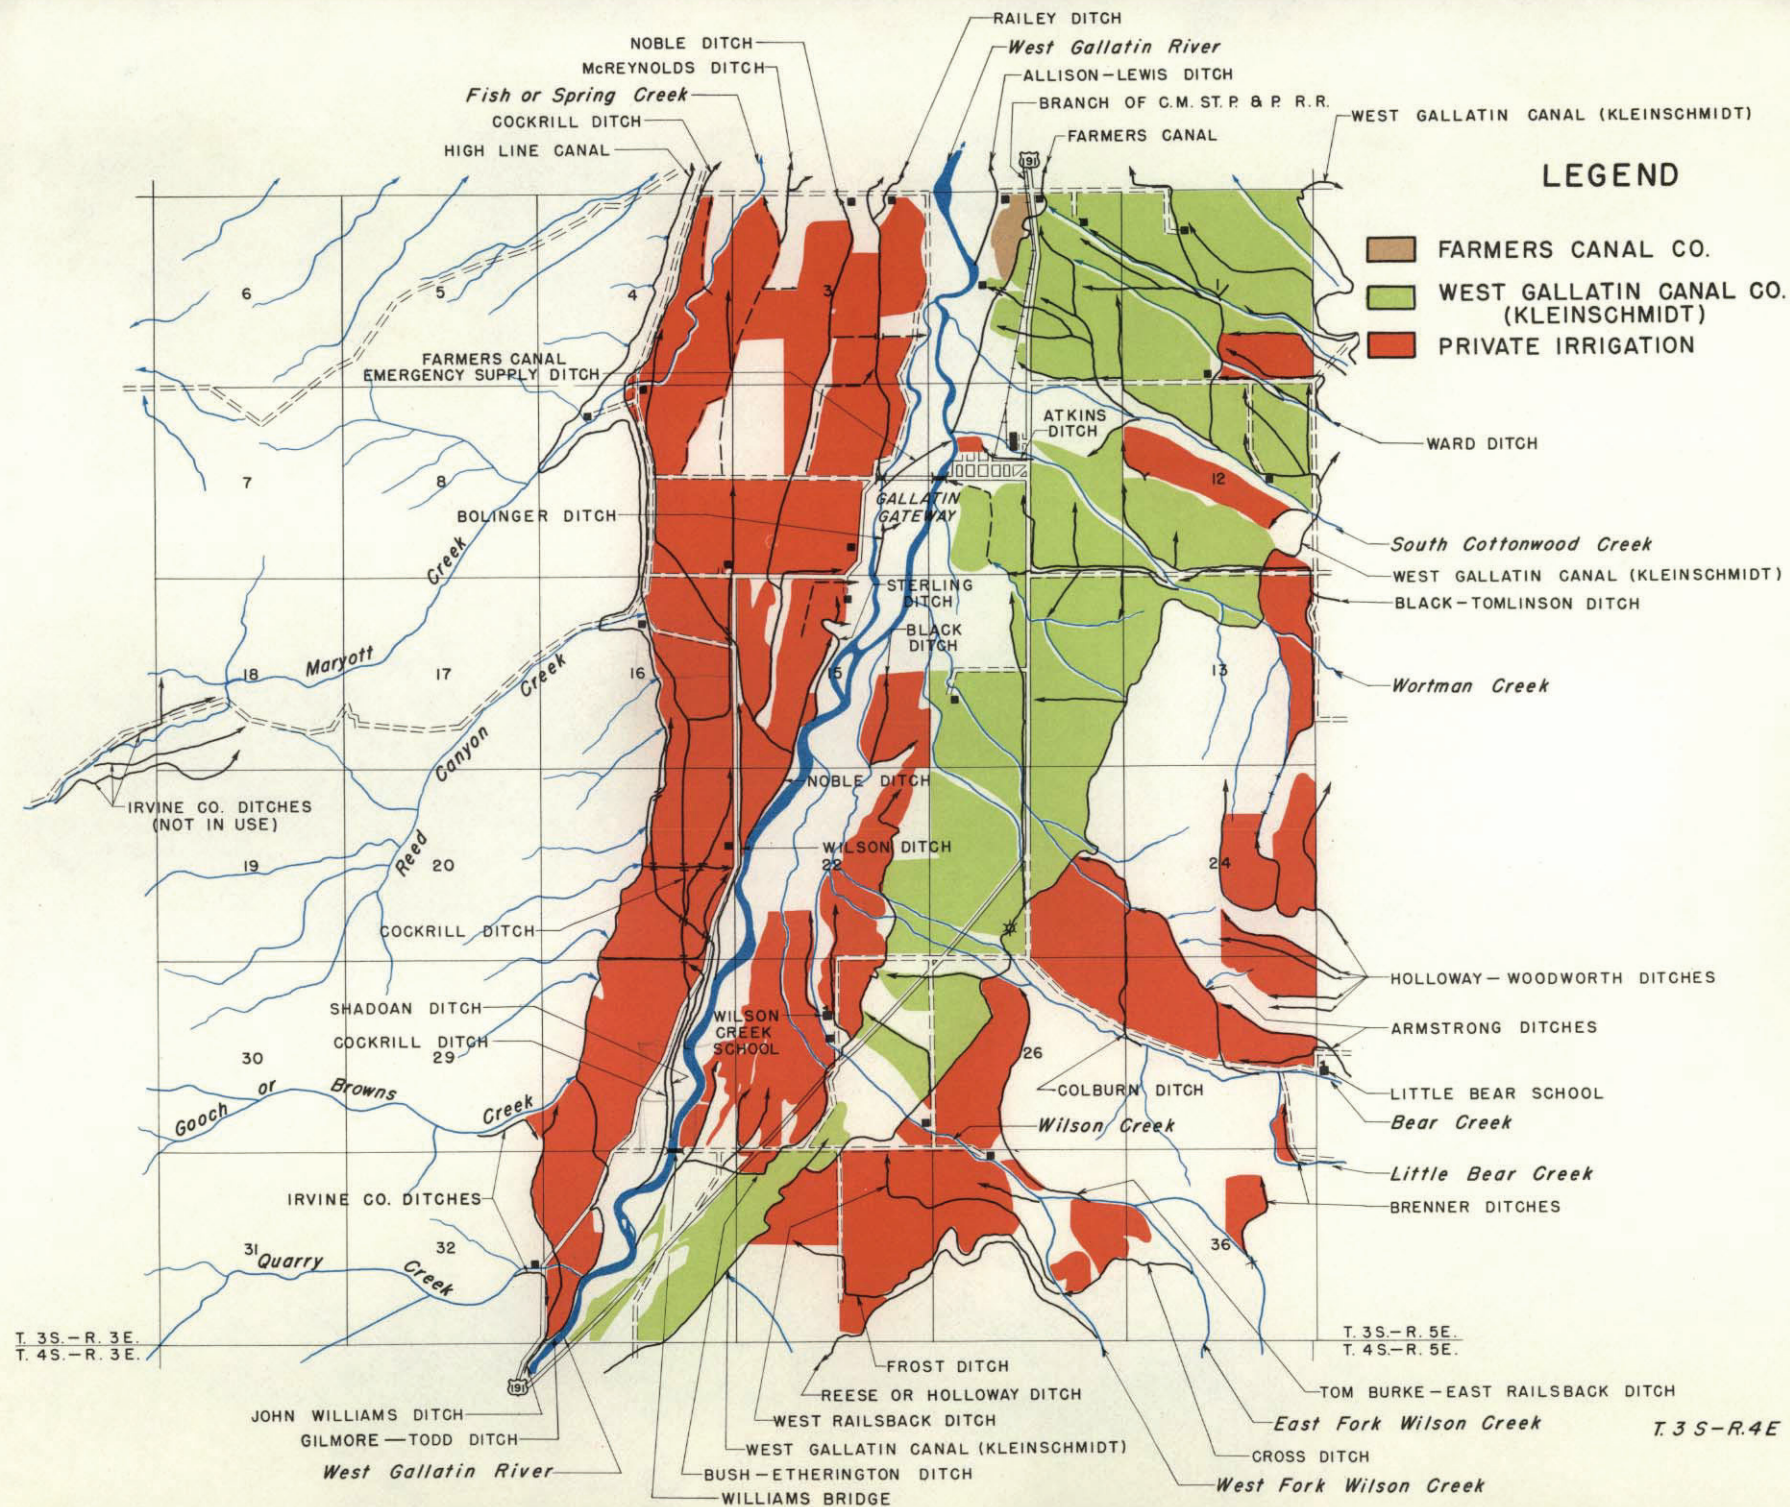 RAILEY DITCH
NOBLE DITCH
West Gallatin River
McREYNOLDS DITCH
ALLISON-LEWIS DITCH
Fish or Spring Creek
BRANCH OF C.M. ST. P. & P. R.R.
WEST GALLATIN CANAL (KLEINSCHMIDT)
COCKRILL DITCH
FARMERS CANAL
HIGH LINE CANAL
191
LEGEND
FARMERS CANAL CO.
WEST GALLATIN CANAL CO.
(KLEINSCHMIDT)
PRIVATE IRRIGATION
6
5
4
3
1
FARMERS CANAL
EMERGENCY SUPPLY DITCH
ATKINS
DITCH
WARD DITCH
7
8
12
GALLATIN
GATEWAY
BOLINGER DITCH
South Cottonwood Creek
WEST GALLATIN CANAL (KLEINSCHMIDT)
Creek
STERLING
DITCH
BLACK-TOMLINSON DITCH
BLACK
DITCH
Maryott
18
17
Creek
16
15
13
Wortman Creek
Canyon
NOBLE DITCH
IRVINE CO. DITCHES
(NOT IN USE)
Reed
WILSON DITCH
19
20
22
24
COCKRILL DITCH
HOLLOWAY-WOODWORTH DITCHES
SHADOAN DITCH
WILSON
CREEK
SCHOOL
ARMSTRONG DITCHES
COCKRILL DITCH
30
29
26
Gooch or Browns Creek
COLBURN DITCH
LITTLE BEAR SCHOOL
Wilson Creek
Bear Creek
Little Bear Creek
IRVINE CO. DITCHES
BRENNER DITCHES
31
Quarry
32
Creek
36
T. 3S.-R. 3E.
T. 4S.-R. 3E.
T. 3S.-R. 5E.
T. 4S.-R. 5E.
191
FROST DITCH
REESE OR HOLLOWAY DITCH
TOM BURKE-EAST RAILSBACK DITCH
JOHN WILLIAMS DITCH
WEST RAILSBACK DITCH
East Fork Wilson Creek
T. 3 S-R. 4 E
GILMORE-TODD DITCH
WEST GALLATIN CANAL (KLEINSCHMIDT)
CROSS DITCH
West Gallatin River
BUSH-ETHERINGTON DITCH
West Fork Wilson Creek
WILLIAMS BRIDGE